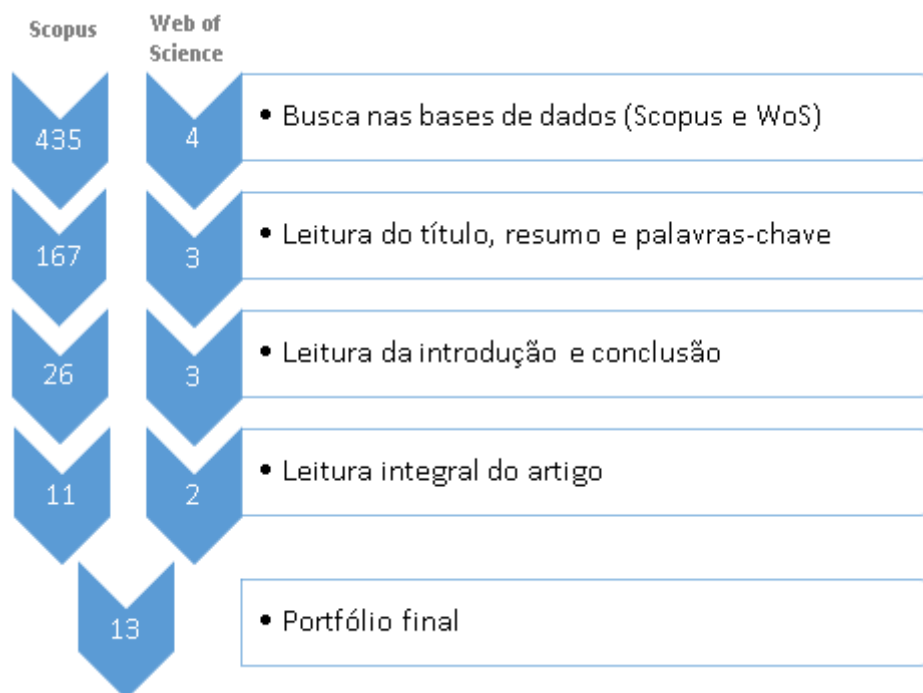 Scopus
Web of
Science
435
4
• Busca nas bases de dados (Scopus e WoS)
167
3
• Leitura do título, resumo e palavras-chave
26
3
• Leitura da introdução e conclusão
11
2
• Leitura integral do artigo
13
• Portfólio final